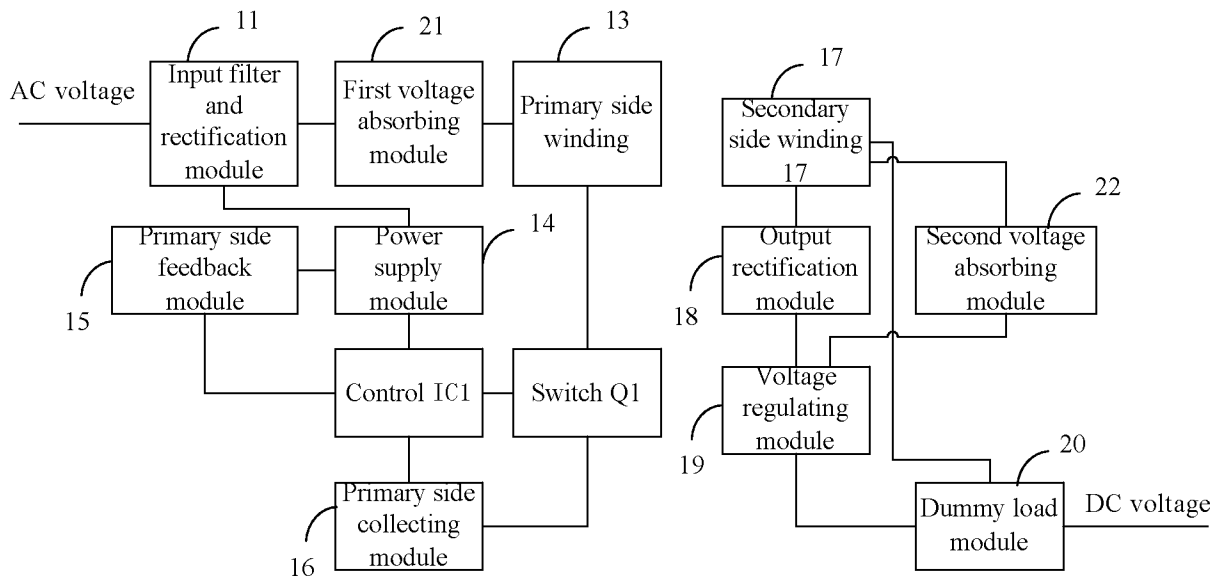 11
21
13
17
AC voltage
Input filter
and
rectification
module
First voltage
absorbing
module
Primary side
winding
Secondary
side winding
17
22
14
Primary side
feedback
module
Power
supply
module
Output
rectification
module
Second voltage
absorbing
module
15
18
Control IC1
Switch Q1
Voltage
regulating
module
19
20
Primary side
collecting
module
16
Dummy load
module
DC voltage